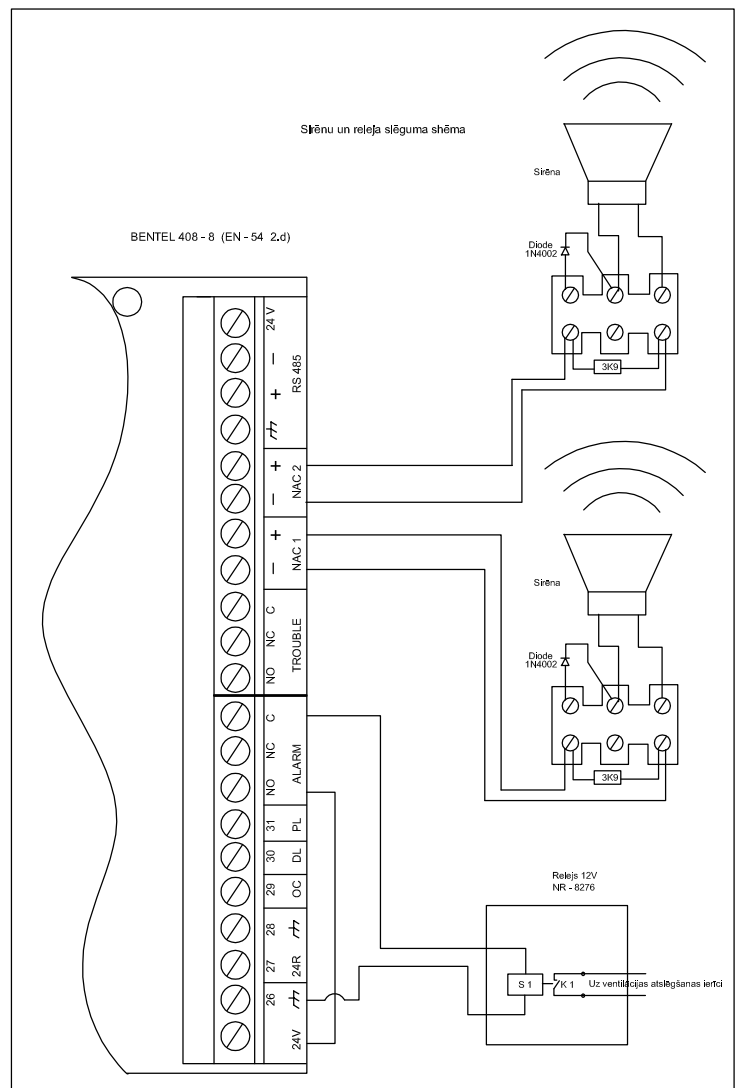 Sirēnu un releja slēguma shēma
Sirēna
BENTEL 408 - 8 (EN - 54 2.d)
Diode
1N4002
3K9
24 V
–
+
RS 485
+
–
NAC 2
+
–
NAC 1
C
NC
NO
TROUBLE
Sirēna
Diode
1N4002
3K9
C
NC
NO
ALARM
31
PL
30
DL
29
OC
28
27
24R
26
24V
Relejs 12V
NR - 8276
S 1
K 1
Uz ventilācijas atslēgšanas ierīci